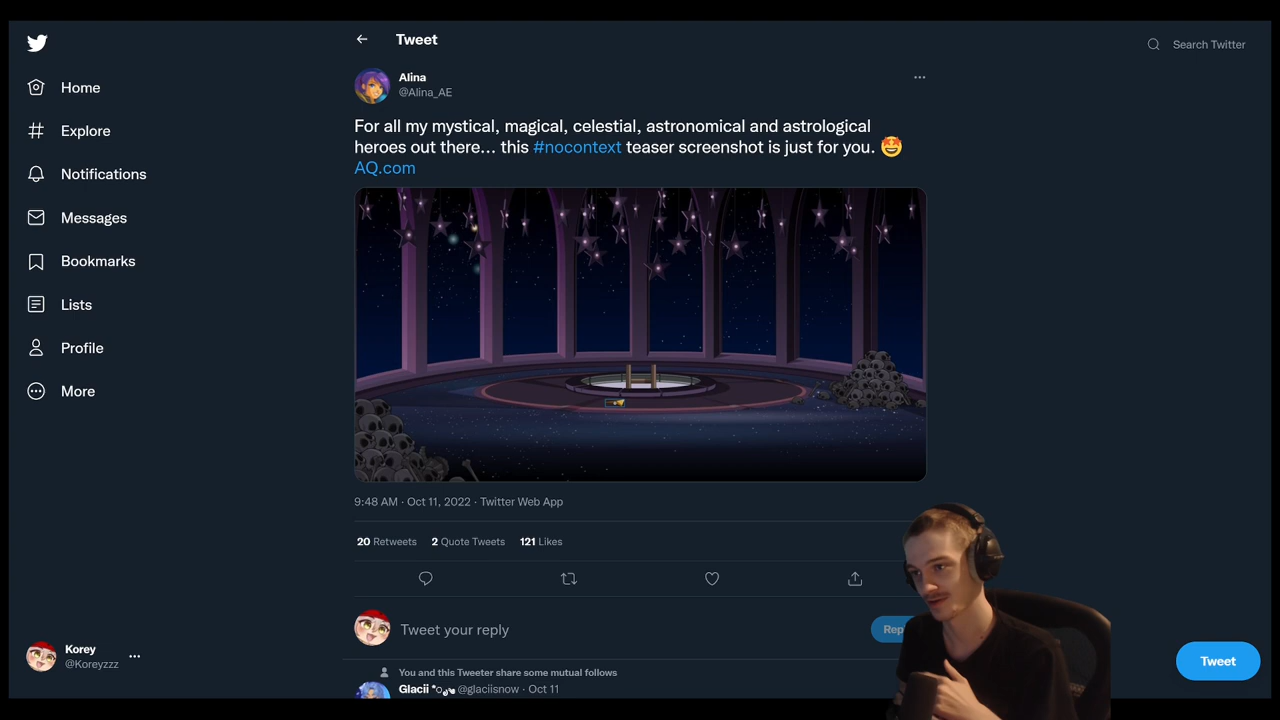 Tweet
Search Twitter
Home
Explore
Notifications
Messages
Bookmarks
Lists
Profile
More
Alina
@Alina_AE
For all my mystical, magical, celestial, astronomical and astrological
heroes out there... this #nocontext teaser screenshot is just for you. 🤩
AQ.com
9:48 AM · Oct 11, 2022 · Twitter Web App
20 Retweets 2 Quote Tweets 121 Likes
Tweet your reply
You and this Tweeter share some mutual follows
Glacii @glaciisnow · Oct 11
Korey
@Koreyzzz
Tweet